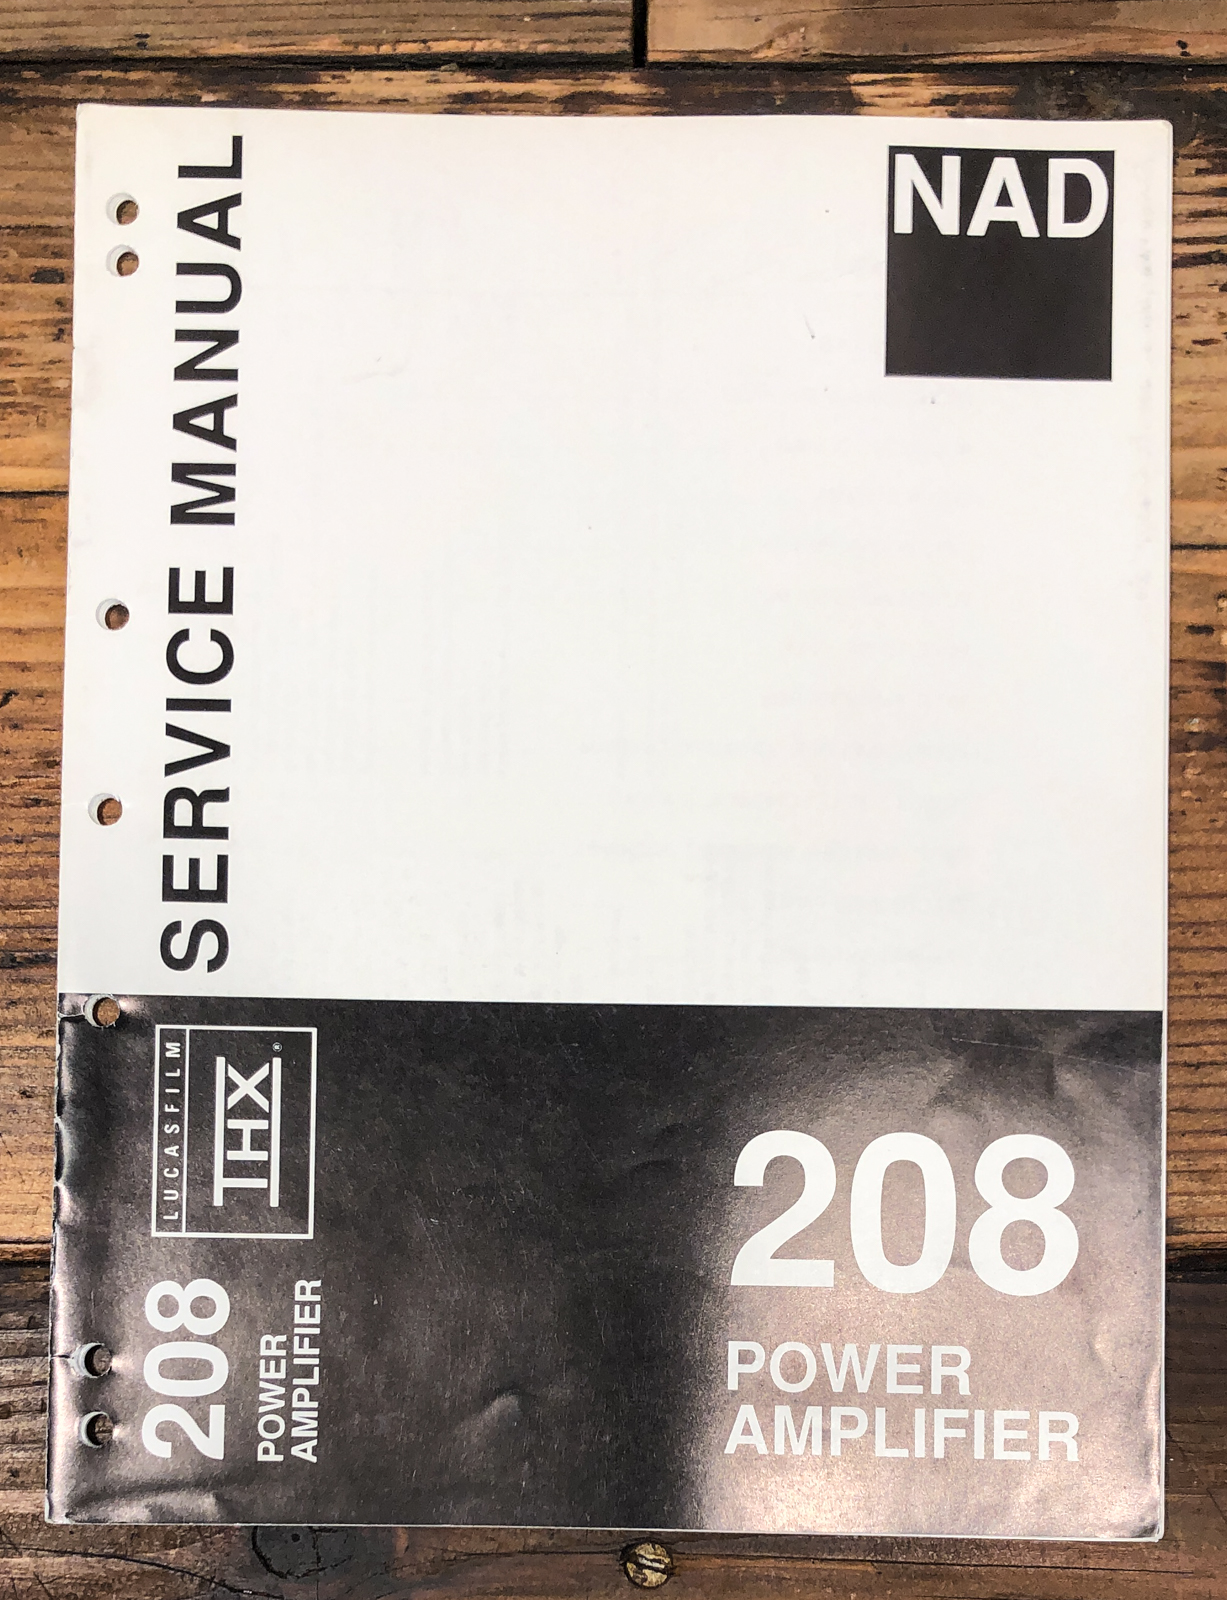 SERVICE MANUAL
NAD
LUCASFILM
THX®
208
POWER
AMPLIFIER
208
POWER
AMPLIFIER